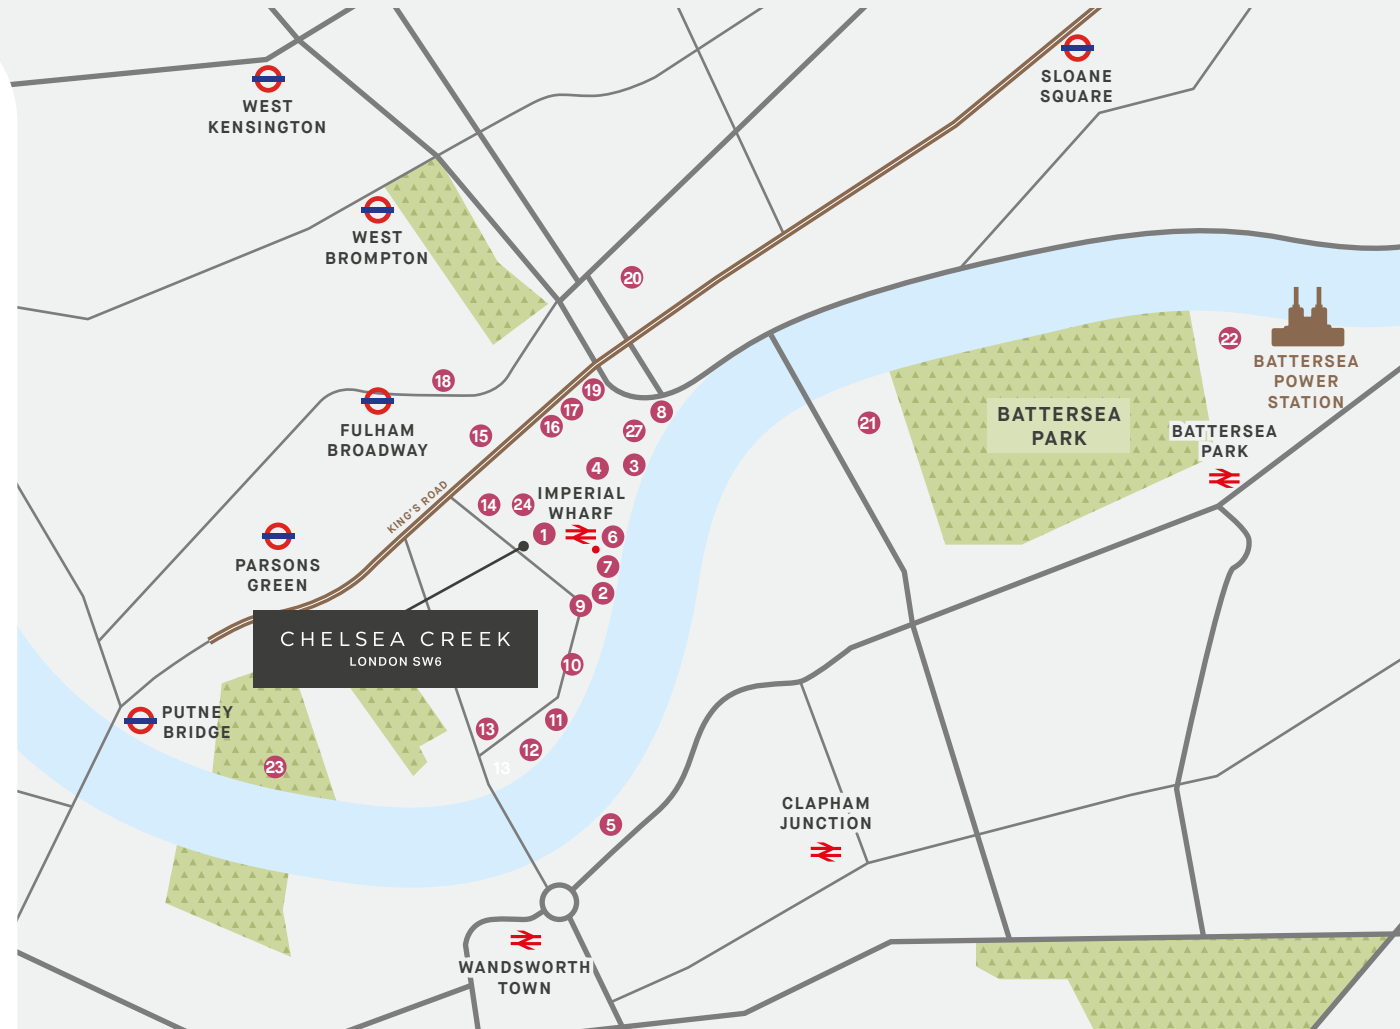 SLOANE
SQUARE
WEST
KENSINGTON
WEST
BROMPTON
20
22
BATTERSEA
POWER
STATION
18
19
17
16
8
15
27
21
BATTERSEA
PARK
BATTERSEA
PARK
FULHAM
BROADWAY
4
3
KING'S ROAD
14
24
IMPERIAL
WHARF
1
6
7
2
9
PARSONS
GREEN
CHELSEA CREEK
LONDON SW6
10
PUTNEY
BRIDGE
11
13
12
13
23
5
CLAPHAM
JUNCTION
WANDSWORTH
TOWN